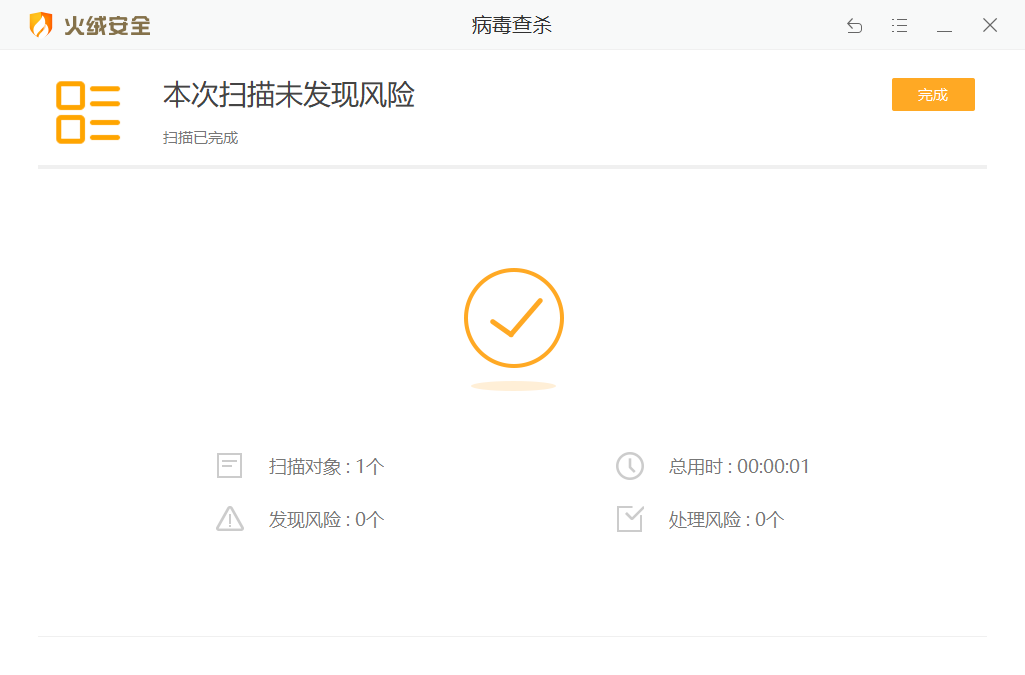 火绒安全
病毒查杀
本次扫描未发现风险
完成
扫描已完成
扫描对象 : 1个
总用时 : 00:00:01
发现风险 : 0个
处理风险 : 0个